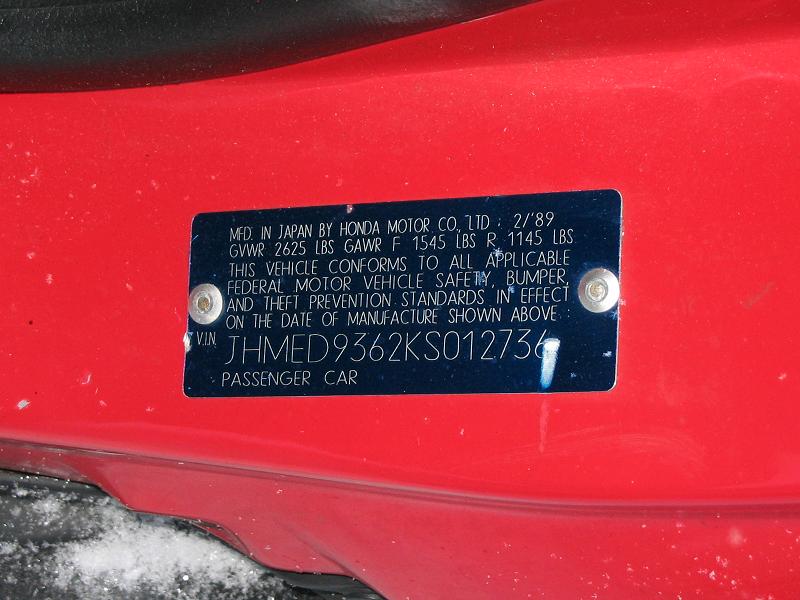 MFD. IN JAPAN BY HONDA MOTOR CO., LTD. ; 2/'89
GVWR 2625 LBS GAWR F 1545 LBS R 1145 LBS
THIS VEHICLE CONFORMS TO ALL APPLICABLE
FEDERAL MOTOR VEHICLE SAFETY, BUMPER,
AND THEFT PREVENTION STANDARDS IN EFFECT
ON THE DATE OF MANUFACTURE SHOWN ABOVE.
V.I.N. JHMED9362KS012736
PASSENGER CAR